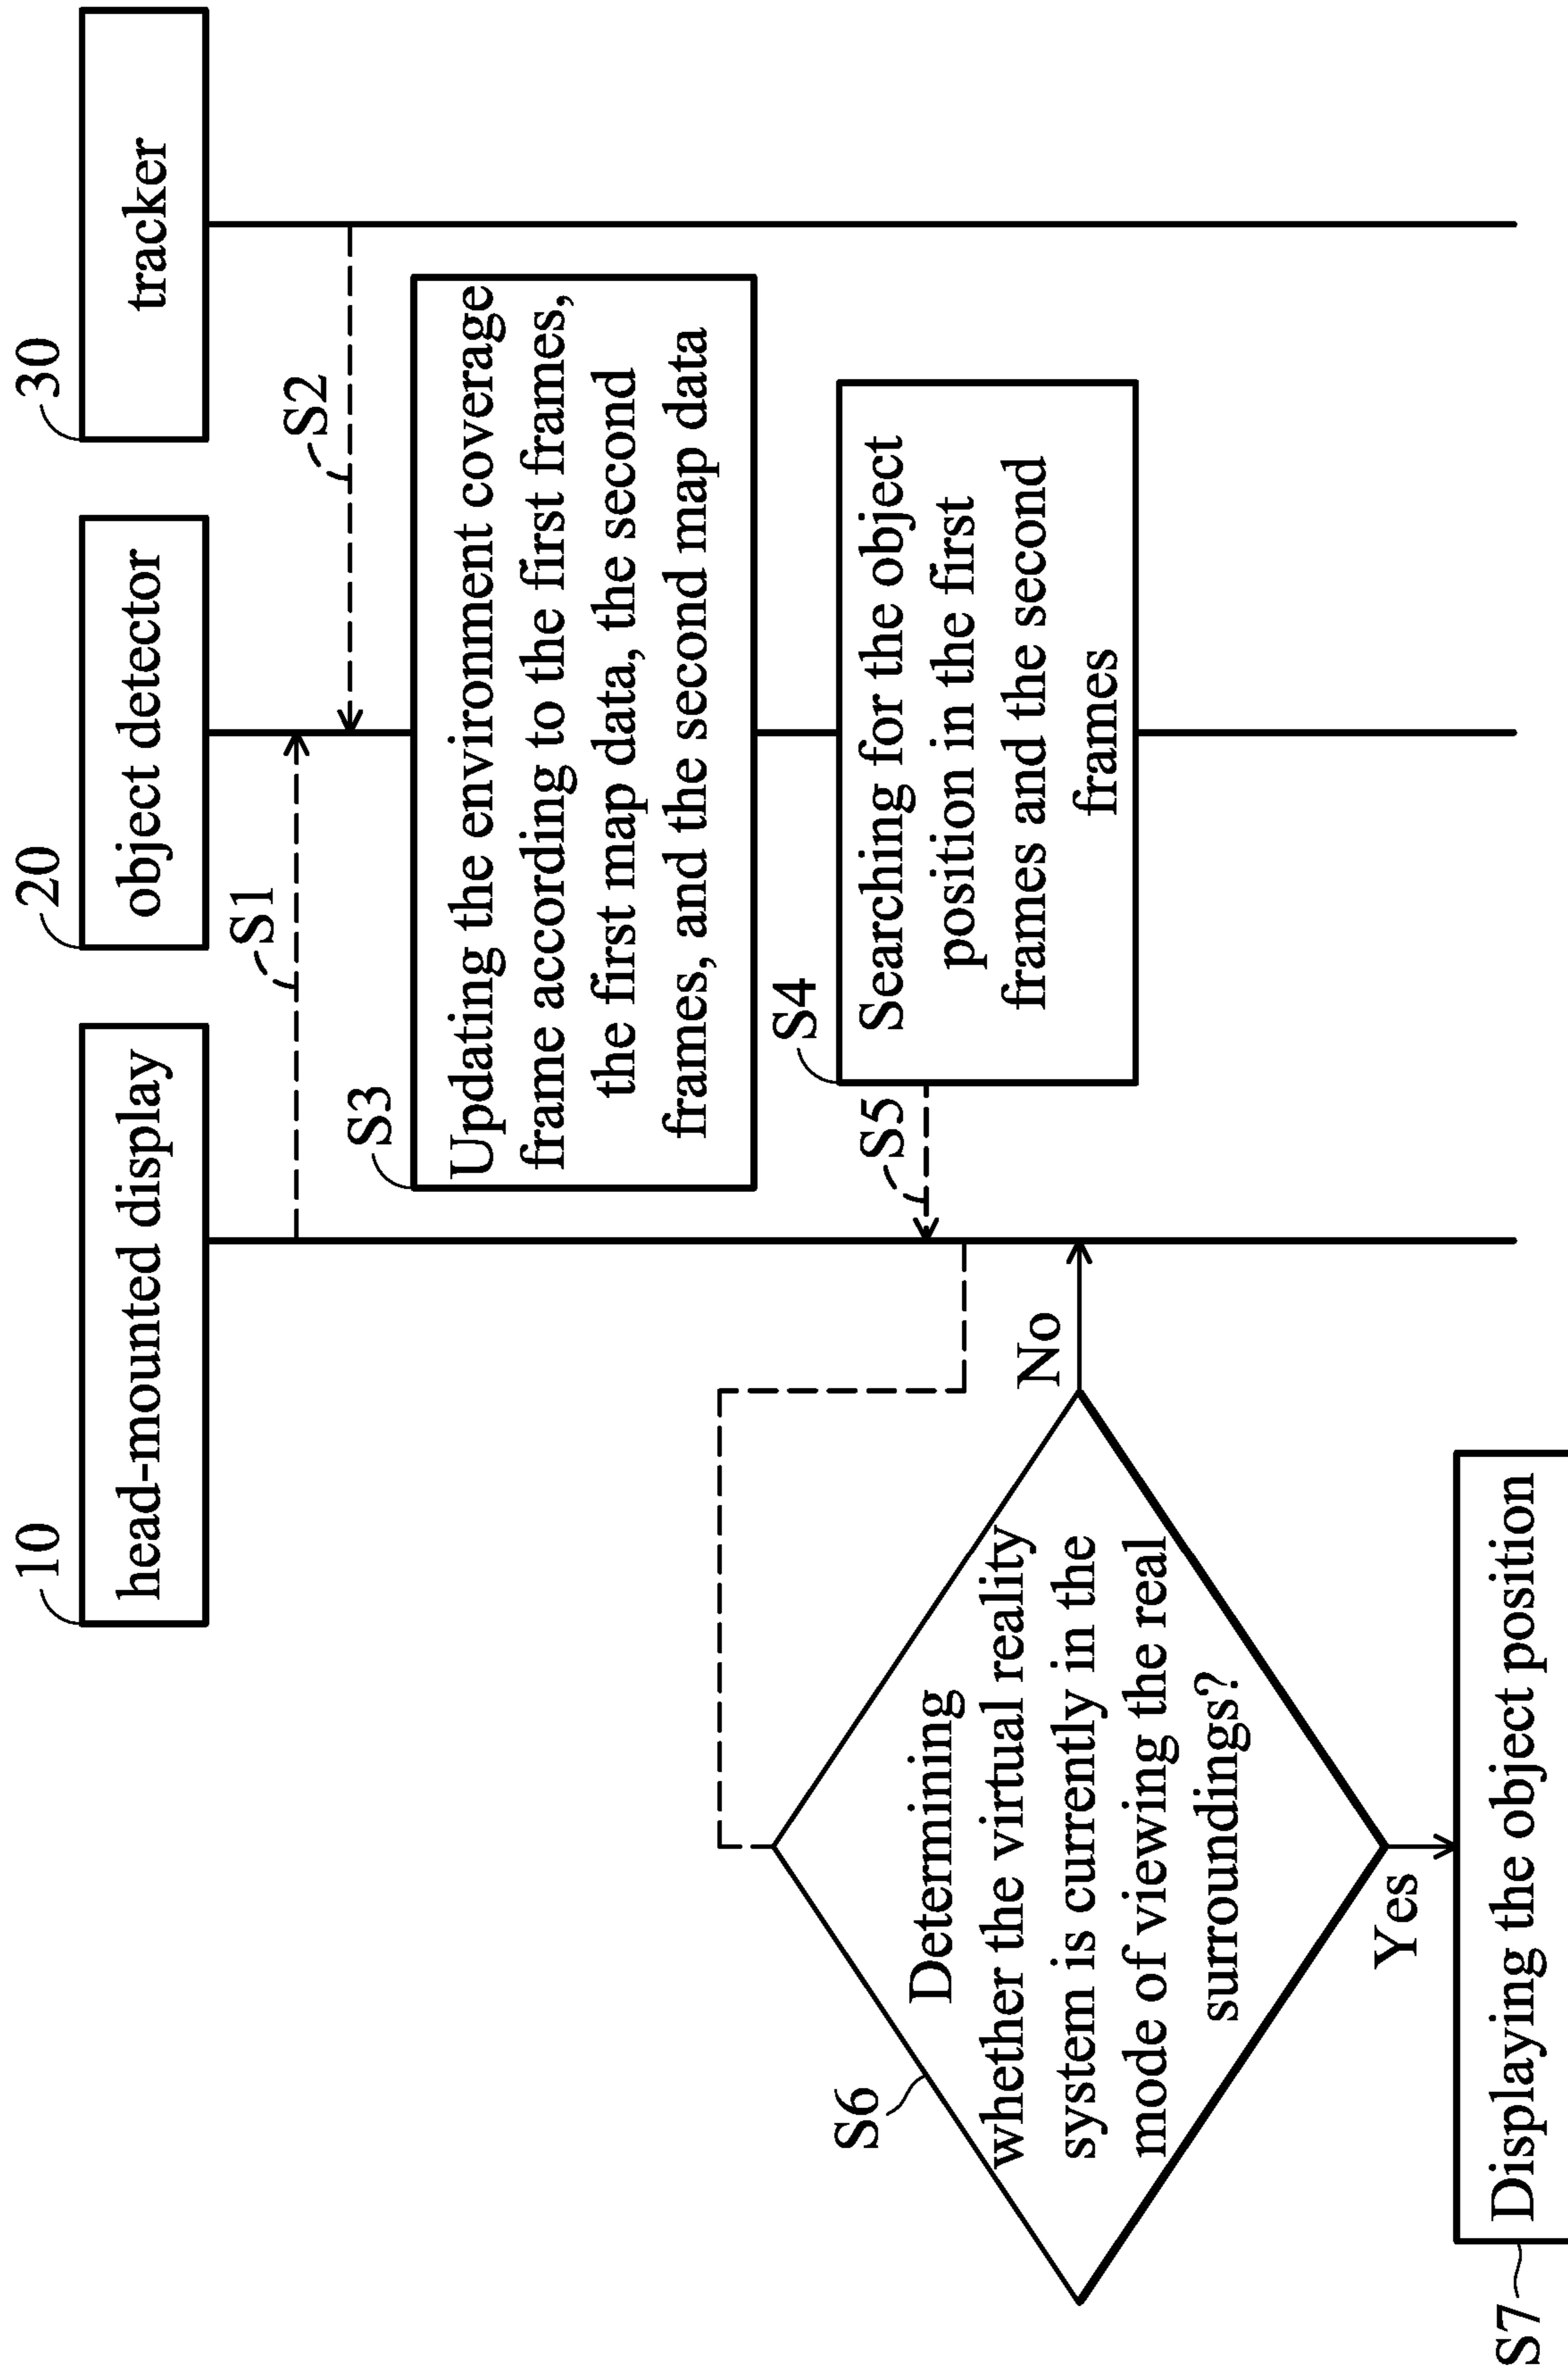 10
head-mounted display
20
object detector
30
tracker
S1
S2
S3
Updating the environment coverage
frame according to the first frames,
the first map data, the second
frames, and the second map data
S4
Searching for the object
position in the first
frames and the second
frames
S5
S6
Determining
whether the virtual reality
system is currently in the
mode of viewing the real
surroundings?
No
Yes
S7
Displaying the object position